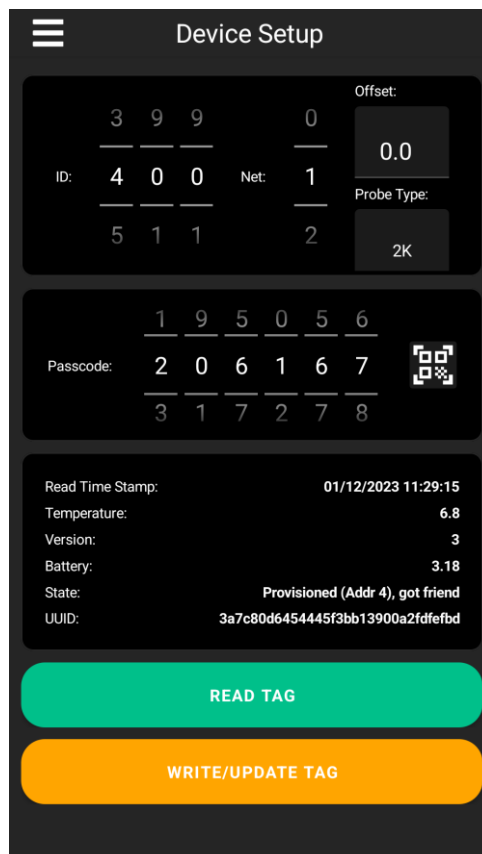 Device Setup
Offset:
3 9 9 0
0.0
ID: 4 0 0 Net: 1
Probe Type:
5 1 1 2
2K
1 9 5 0 5 6
Passcode: 2 0 6 1 6 7
3 1 7 2 7 8
Read Time Stamp: 01/12/2023 11:29:15
Temperature: 6.8
Version: 3
Battery: 3.18
State: Provisioned (Addr 4), got friend
UUID: 3a7c80d6454445f3bb13900a2fdfefbd
READ TAG
WRITE/UPDATE TAG